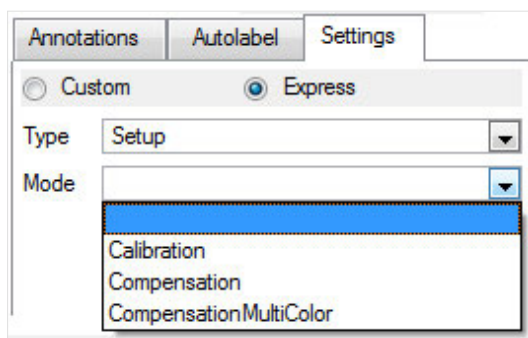 Annotations Autolabel Settings
Custom Express
Type Setup
Mode
Calibration
Compensation
CompensationMultiColor